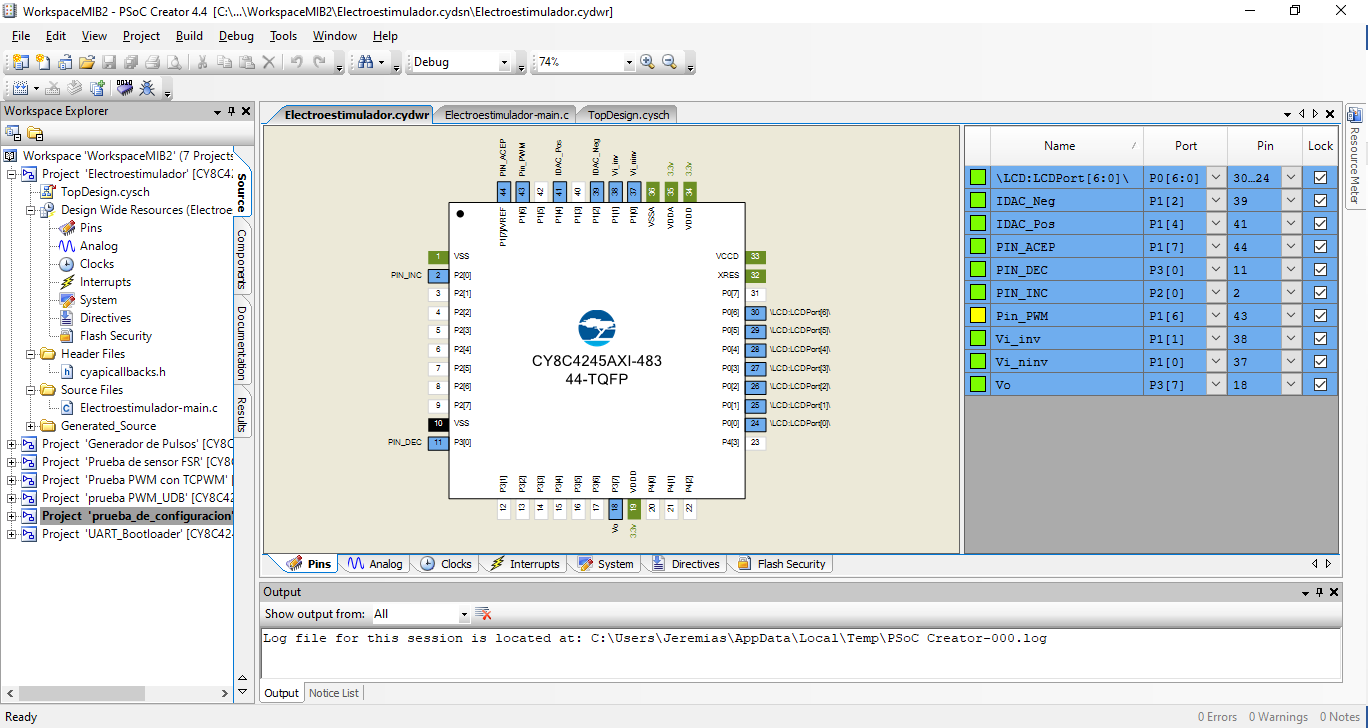 WorkspaceMIB2 - PSoC Creator 4.4 [C:\...\WorkspaceMIB2\Electroestimulador.cydsn\Electroestimulador.cydwr]
File Edit View Project Build Debug Tools Window Help
Debug 74%
Workspace Explorer
Workspace 'WorkspaceMIB2' (7 Projects
Project 'Electroestimulador' [CY8C4
TopDesign.cysch
Design Wide Resources (Electroe
Pins
Analog
Clocks
Interrupts
System
Directives
Flash Security
Header Files
cyapicallbacks.h
Source Files
Electroestimulador-main.c
Generated_Source
Project 'Generador de Pulsos' [CY8C
Project 'Prueba de sensor FSR' [CY8
Project 'Prueba PWM con TCPWM'
Project 'prueba PWM_UDB' [CY8C42
Project 'prueba_de_configuracion'
Project 'UART_Bootloader' [CY8C42
Source
Components
Documentation
Results
Electroestimulador.cydwr Electroestimulador-main.c TopDesign.cysch
PIN_ACEP Pin_PWM IDAC_Pos IDAC_Neg Vi_inv Vi_ninv 3.3v 3.3v
44 43 42 41 40 39 38 37 36 35 34
P1[7]/VREF P1[6] P1[5] P1[4] P1[3] P1[2] P1[1] P1[0] VSSA VDDA VDDD
1 VSS
PIN_INC 2 P2[0]
3 P2[1]
4 P2[2]
5 P2[3]
6 P2[4]
7 P2[5]
8 P2[6]
9 P2[7]
10 VSS
PIN_DEC 11 P3[0]
CY8C4245AXI-483
44-TQFP
VCCD 33
XRES 32
P0[7] 31
P0[6] 30 \LCD:LCDPort[6]\
P0[5] 29 \LCD:LCDPort[5]\
P0[4] 28 \LCD:LCDPort[4]\
P0[3] 27 \LCD:LCDPort[3]\
P0[2] 26 \LCD:LCDPort[2]\
P0[1] 25 \LCD:LCDPort[1]\
P0[0] 24 \LCD:LCDPort[0]\
P4[3] 23
P3[1] P3[2] P3[3] P3[4] P3[5] P3[6] P3[7] VDDD P4[0] P4[1] P4[2]
12 13 14 15 16 17 18 19 20 21 22
Vo 3.3v
Name / Port Pin Lock
\LCD:LCDPort[6:0]\ P0[6:0] 30...24
IDAC_Neg P1[2] 39
IDAC_Pos P1[4] 41
PIN_ACEP P1[7] 44
PIN_DEC P3[0] 11
PIN_INC P2[0] 2
Pin_PWM P1[6] 43
Vi_inv P1[1] 38
Vi_ninv P1[0] 37
Vo P3[7] 18
Resource Meter
Pins Analog Clocks Interrupts System Directives Flash Security
Output
Show output from: All
Log file for this session is located at: C:\Users\Jeremias\AppData\Local\Temp\PSoC Creator-000.log
Output Notice List
Ready 0 Errors 0 Warnings 0 Notes